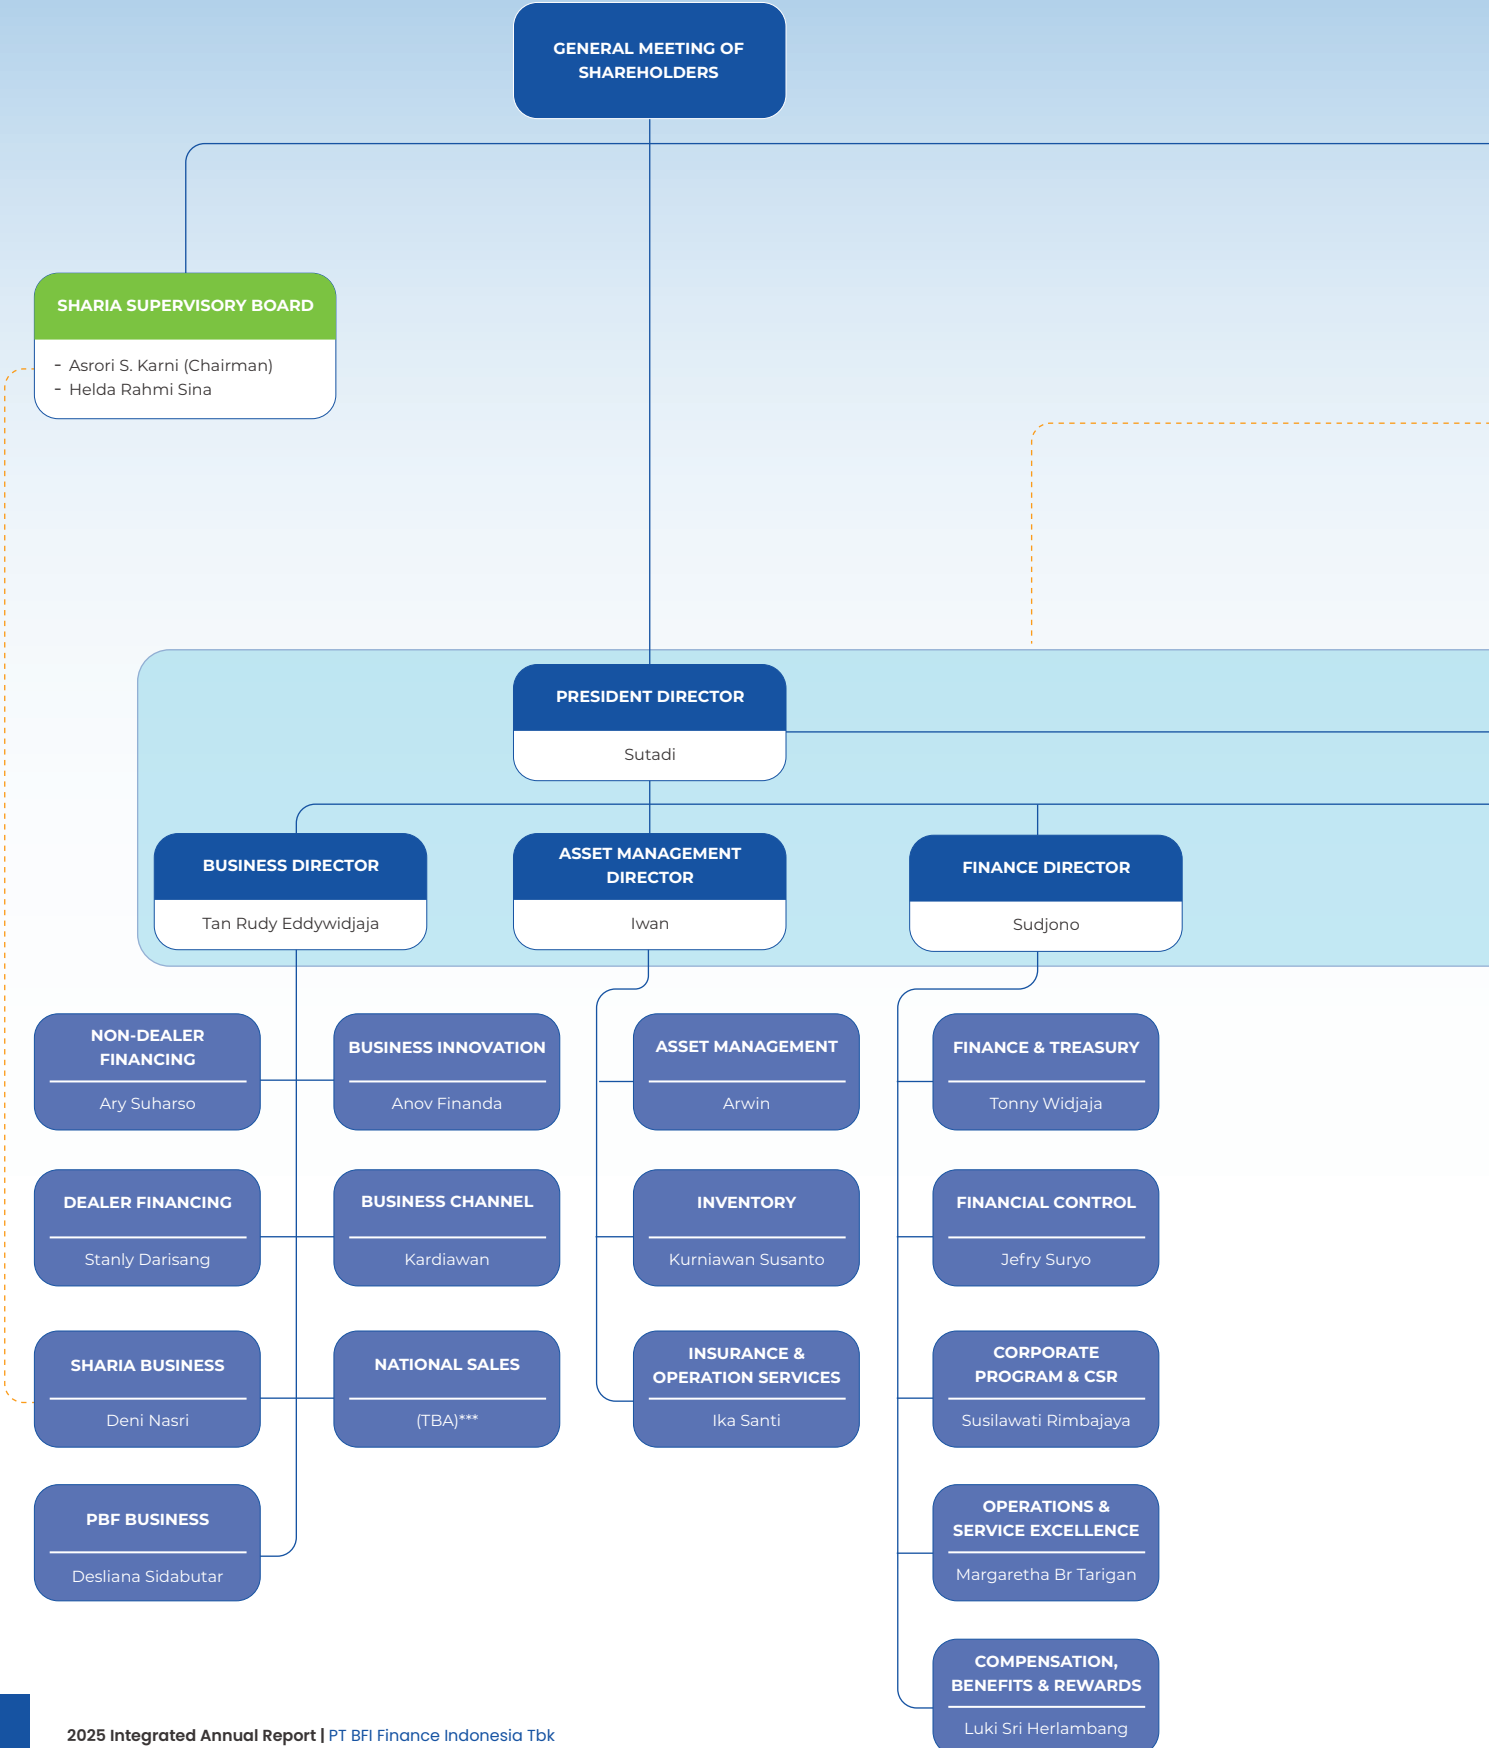 GENERAL MEETING OF
SHAREHOLDERS
SHARIA SUPERVISORY BOARD
- Asrori S. Karni (Chairman)
- Helda Rahmi Sina
PRESIDENT DIRECTOR
Sutadi
BUSINESS DIRECTOR
Tan Rudy Eddywidjaja
ASSET MANAGEMENT
DIRECTOR
Iwan
FINANCE DIRECTOR
Sudjono
NON-DEALER
FINANCING
Ary Suharso
BUSINESS INNOVATION
Anov Finanda
ASSET MANAGEMENT
Arwin
FINANCE & TREASURY
Tonny Widjaja
DEALER FINANCING
Stanly Darisang
BUSINESS CHANNEL
Kardiawan
INVENTORY
Kurniawan Susanto
FINANCIAL CONTROL
Jefry Suryo
SHARIA BUSINESS
Deni Nasri
NATIONAL SALES
(TBA)***
INSURANCE &
OPERATION SERVICES
Ika Santi
CORPORATE
PROGRAM & CSR
Susilawati Rimbajaya
PBF BUSINESS
Desliana Sidabutar
OPERATIONS &
SERVICE EXCELLENCE
Margaretha Br Tarigan
COMPENSATION,
BENEFITS & REWARDS
Luki Sri Herlambang
2025 Integrated Annual Report | PT BFI Finance Indonesia Tbk